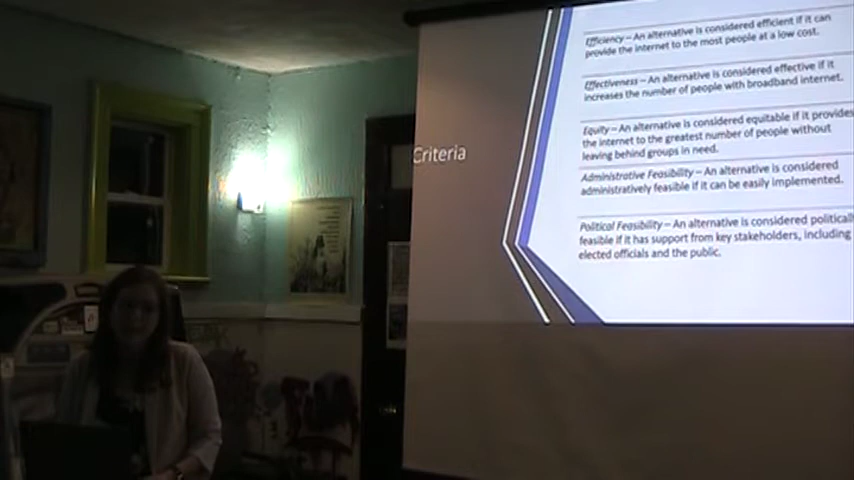 Criteria
Efficiency – An alternative is considered efficient if it can
provide the internet to the most people at a low cost.
Effectiveness – An alternative is considered effective if it
increases the number of people with broadband internet.
Equity – An alternative is considered equitable if it provides
the internet to the greatest number of people without
leaving behind groups in need.
Administrative Feasibility – An alternative is considered
administratively feasible if it can be easily implemented.
Political Feasibility – An alternative is considered politically
feasible if it has support from key stakeholders, including
elected officials and the public.